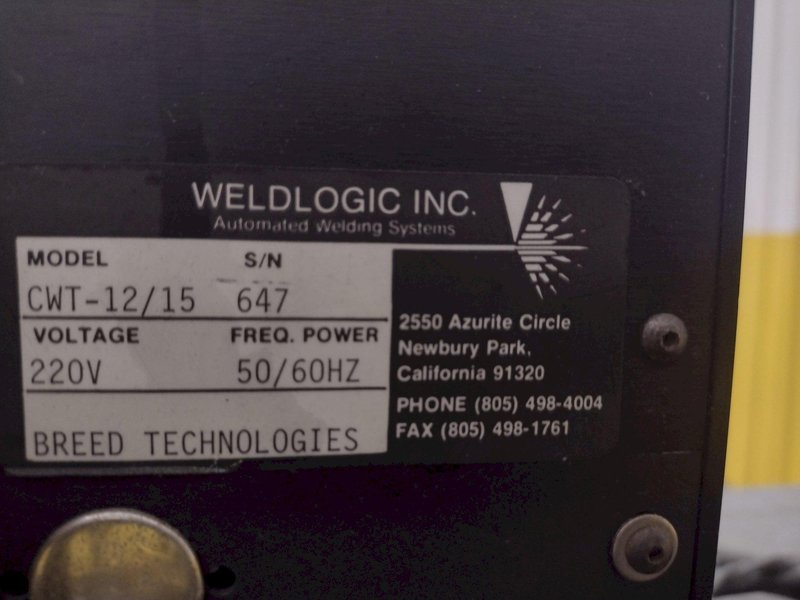 WELDLOGIC INC.
Automated Welding Systems
MODEL S/N
CWT-12/15 647
VOLTAGE FREQ. POWER
220V 50/60HZ
BREED TECHNOLOGIES
2550 Azurite Circle
Newbury Park,
California 91320
PHONE (805) 498-4004
FAX (805) 498-1761